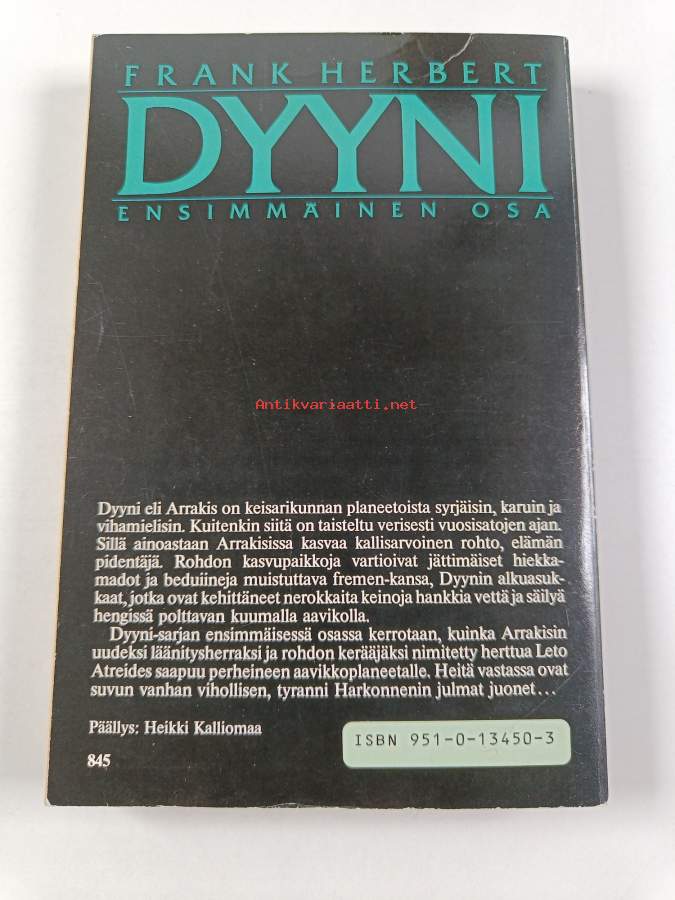 FRANK HERBERT
DYYNI
ENSIMMÄINEN OSA
Antikvariaatti.net
Dyyni eli Arrakis on keisarikunnan planeetoista syrjäisin, karuin ja
vihamielisin. Kuitenkin siitä on taisteltu verisesti vuosisatojen ajan.
Sillä ainoastaan Arrakisissa kasvaa kallisarvoinen rohto, elämän
pidentäjä. Rohdon kasvupaikkoja vartioivat jättimäiset hiekka-
madot ja beduiineja muistuttava fremen-kansa, Dyynin alkuasuk-
kaat, jotka ovat kehittäneet nerokkaita keinoja hankkia vettä ja säilyä
hengissä polttavan kuumalla aavikolla.
Dyyni-sarjan ensimmäisessä osassa kerrotaan, kuinka Arrakisin
uudeksi läänitysherraksi ja rohdon kerääjäksi nimitetty herttua Leto
Atreides saapuu perheineen aavikkoplaneetalle. Heitä vastassa ovat
suvun vanhan vihollisen, tyranni Harkonnenin julmat juonet...
Päällys: Heikki Kalliomaa
ISBN 951-0-13450-3
845